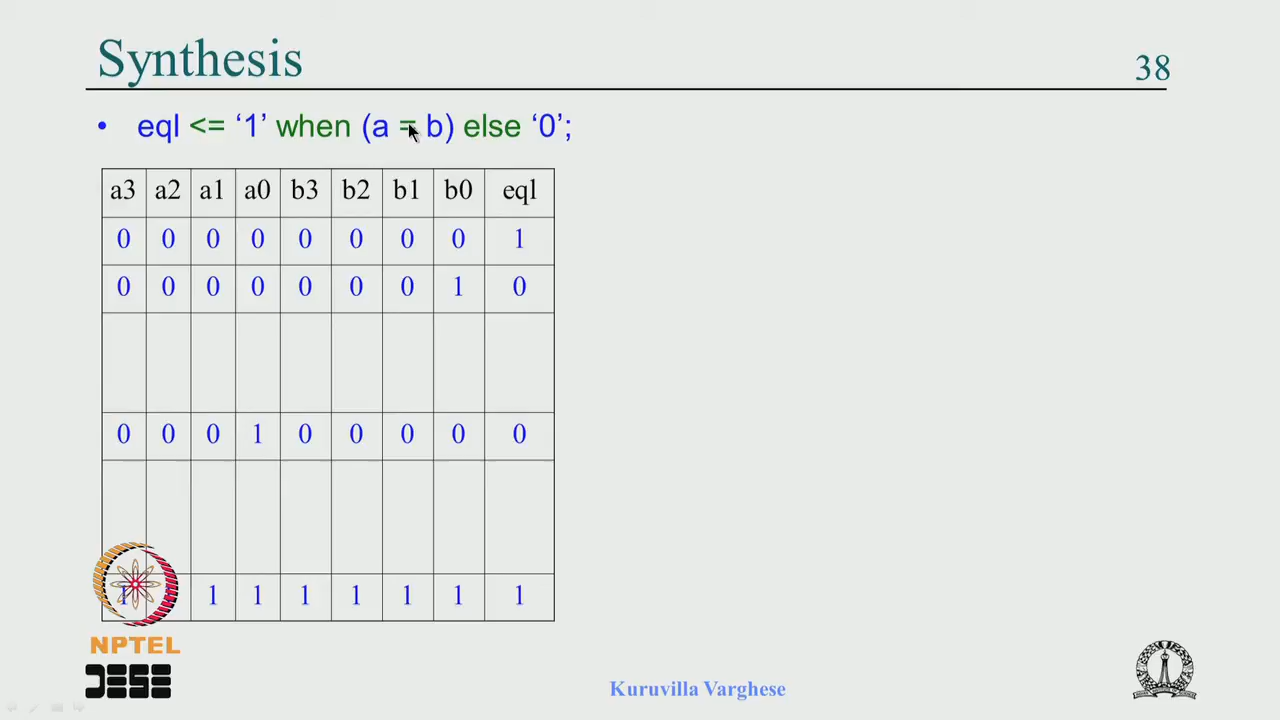 Synthesis 38
• eql <= ‘1’ when (a = b) else ‘0’;
a3 a2 a1 a0 b3 b2 b1 b0 eql
0 0 0 0 0 0 0 0 1
0 0 0 0 0 0 0 1 0
0 0 0 1 0 0 0 0 0
1 1 1 1 1 1 1 1
NPTEL
DESE
Kuruvilla Varghese